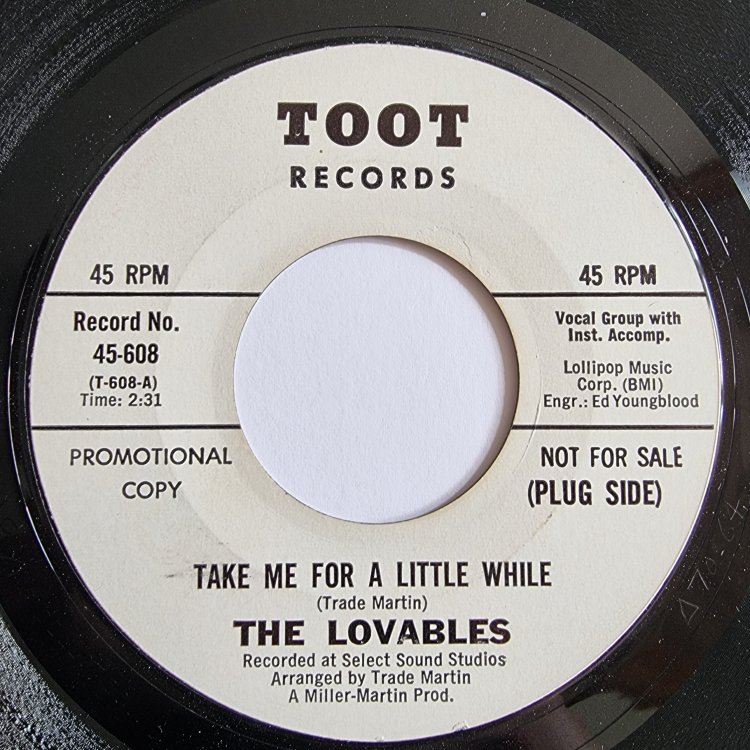 TOOT
RECORDS
45 RPM
Record No.
45-608
(T-608-A)
Time: 2:31
PROMOTIONAL
COPY
45 RPM
Vocal Group with
Inst. Accomp.
Lollipop Music
Corp. (BMI)
Engr.: Ed Youngblood
NOT FOR SALE
(PLUG SIDE)
TAKE ME FOR A LITTLE WHILE
(Trade Martin)
THE LOVABLES
Recorded at Select Sound Studios
Arranged by Trade Martin
A Miller-Martin Prod.